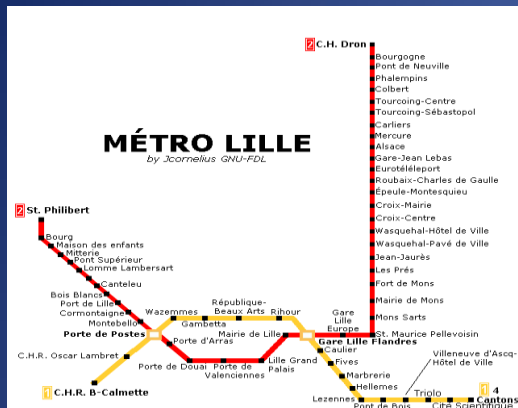 2 C.H. Dron
Bourgogne
Pont de Neuville
Phalempins
Colbert
Tourcoing-Centre
Tourcoing-Sébastopol
Carliers
Mercure
Alsace
Gare-Jean Lebas
Eurotéléport
Roubaix-Charles de Gaulle
Épeule-Montesquieu
Croix-Mairie
Croix-Centre
Wasquehal-Hôtel de Ville
Wasquehal-Pavé de Ville
Jean-Jaurès
Les Prés
Fort de Mons
Mairie de Mons
Mons Sarts
St. Maurice Pellevoisin
MÉTRO LILLE
by Jcornelius GNU-FDL
2 St. Philibert
Bourg
Maison des enfants
Mitterie
Pont Supérieur
Lomme Lambersart
Canteleu
Bois Blancs
Port de Lille
Cormontaigne
Montebello
Porte de Postes
Porte d'Arras
Porte de Douai
Porte de
Valenciennes
Lille Grand
Palais
Mairie de Lille
Gare Lille Flandres
Gare
Lille
Europe
Wazemmes
Gambetta
République-
Beaux Arts
Rihour
C.H.R. Oscar Lambret
1 C.H.R. B-Calmette
Caulier
Fives
Marbrerie
Hellemes
Lezennes
Pont de Bois
Villeneuve d'Ascq-
Hôtel de Ville
Triolo
Cité Scientifique
1 4
Cantons